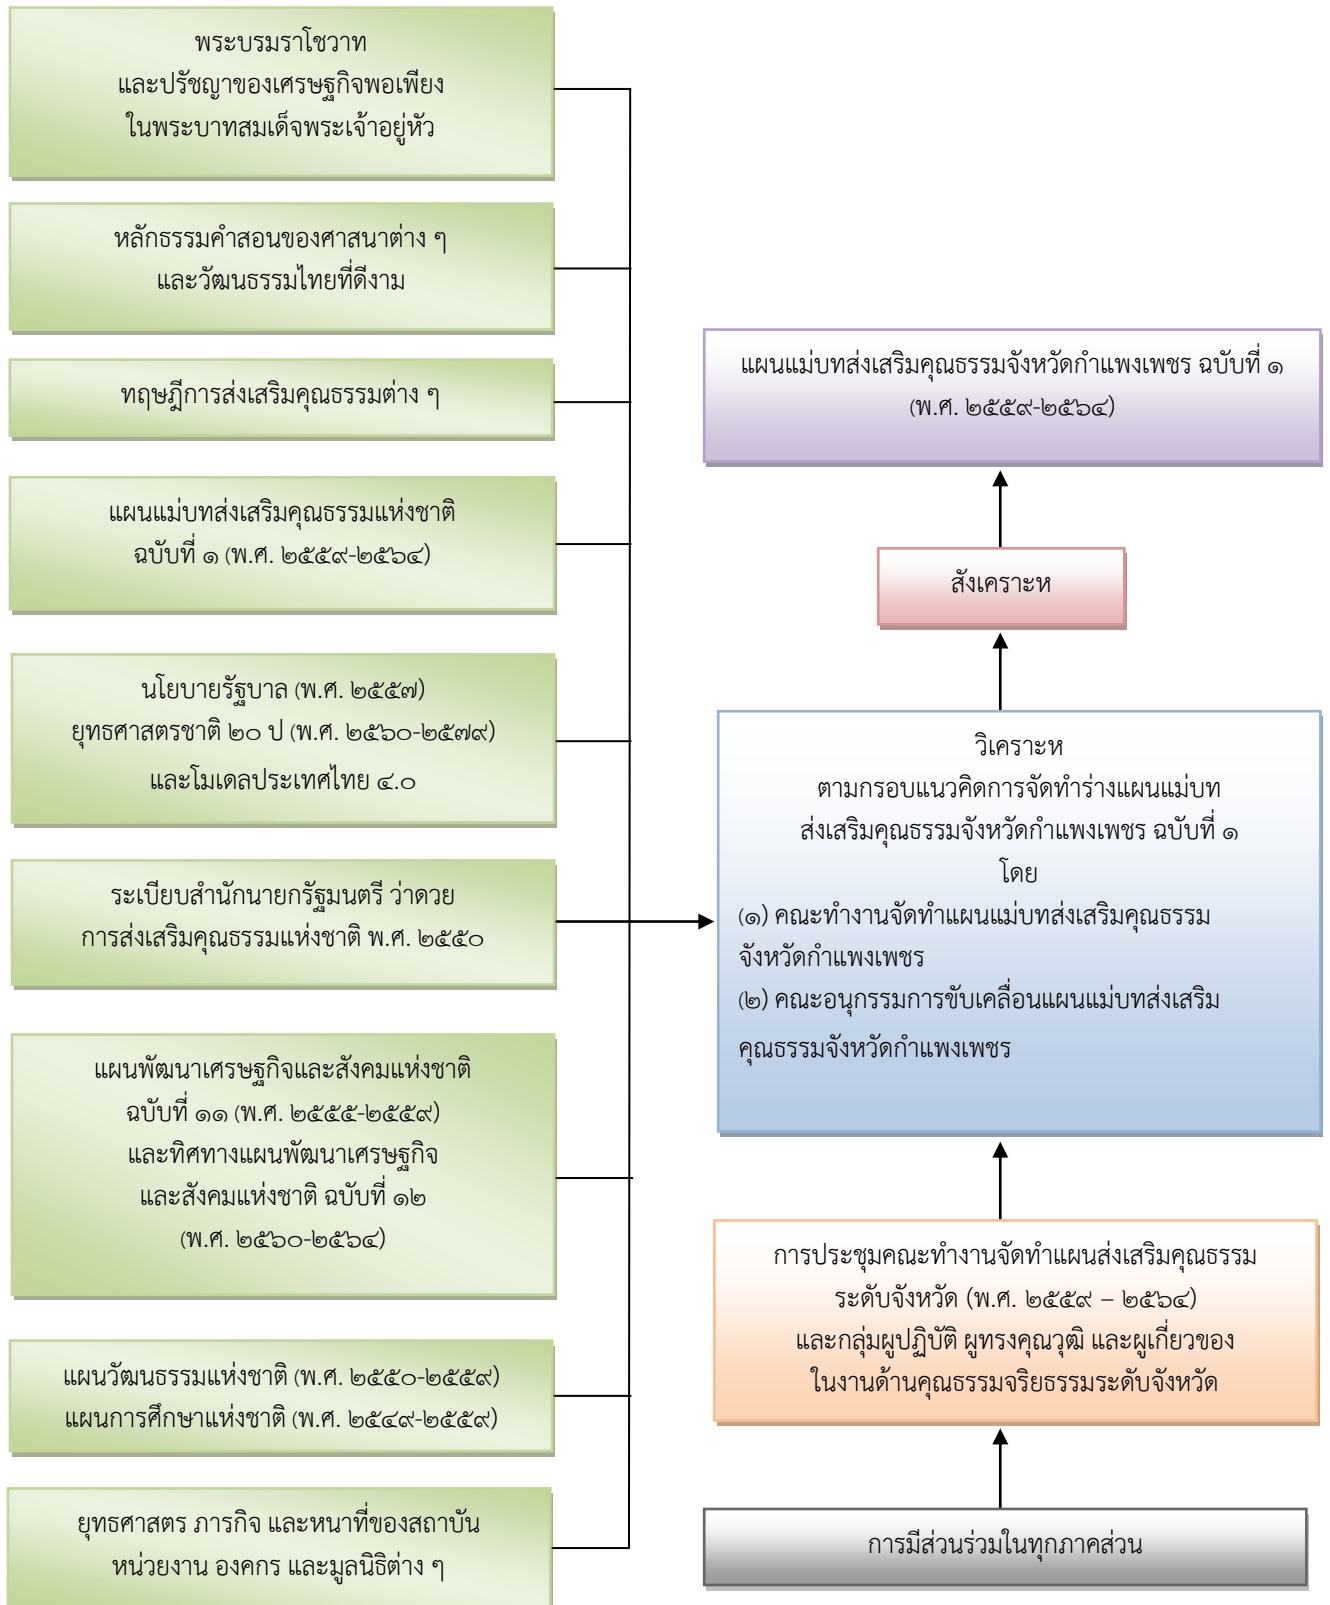 พระบรมราโชวาท
และปรัชญาของเศรษฐกิจพอเพียง
ในพระบาทสมเด็จพระเจ้าอยู่หัว
หลักธรรมคำสอนของศาสนาต่าง ๆ
และวัฒนธรรมไทยที่ดีงาม
ทฤษฎีการส่งเสริมคุณธรรมต่าง ๆ
แผนแม่บทส่งเสริมคุณธรรมแห่งชาติ
ฉบับที่ ๑ (พ.ศ. ๒๕๕๙-๒๕๖๔)
นโยบายรัฐบาล (พ.ศ. ๒๕๕๗)
ยุทธศาสตรชาติ ๒๐ ป (พ.ศ. ๒๕๖๐-๒๕๗๙)
และโมเดลประเทศไทย ๔.๐
ระเบียบสำนักนายกรัฐมนตรี ว่าดวย
การส่งเสริมคุณธรรมแห่งชาติ พ.ศ. ๒๕๕๐
แผนพัฒนาเศรษฐกิจและสังคมแห่งชาติ
ฉบับที่ ๑๑ (พ.ศ. ๒๕๕๕-๒๕๕๙)
และทิศทางแผนพัฒนาเศรษฐกิจ
และสังคมแห่งชาติ ฉบับที่ ๑๒
(พ.ศ. ๒๕๖๐-๒๕๖๔)
แผนวัฒนธรรมแห่งชาติ (พ.ศ. ๒๕๕๐-๒๕๕๙)
แผนการศึกษาแห่งชาติ (พ.ศ. ๒๕๔๙-๒๕๕๙)
ยุทธศาสตร ภารกิจ และหนาที่ของสถาบัน
หน่วยงาน องคกร และมูลนิธิต่าง ๆ
แผนแม่บทส่งเสริมคุณธรรมจังหวัดกำแพงเพชร ฉบับที่ ๑
(พ.ศ. ๒๕๕๙-๒๕๖๔)
สังเคราะห
วิเคราะห
ตามกรอบแนวคิดการจัดทำร่างแผนแม่บท
ส่งเสริมคุณธรรมจังหวัดกำแพงเพชร ฉบับที่ ๑
โดย
(๑) คณะทำงานจัดทำแผนแม่บทส่งเสริมคุณธรรม
จังหวัดกำแพงเพชร
(๒) คณะอนุกรรมการขับเคลื่อนแผนแม่บทส่งเสริม
คุณธรรมจังหวัดกำแพงเพชร
การประชุมคณะทำงานจัดทำแผนส่งเสริมคุณธรรม
ระดับจังหวัด (พ.ศ. ๒๕๕๙ – ๒๕๖๔)
และกลุ่มผูปฏิบัติ ผูทรงคุณวุฒิ และผูเกี่ยวของ
ในงานด้านคุณธรรมจริยธรรมระดับจังหวัด
การมีส่วนร่วมในทุกภาคส่วน